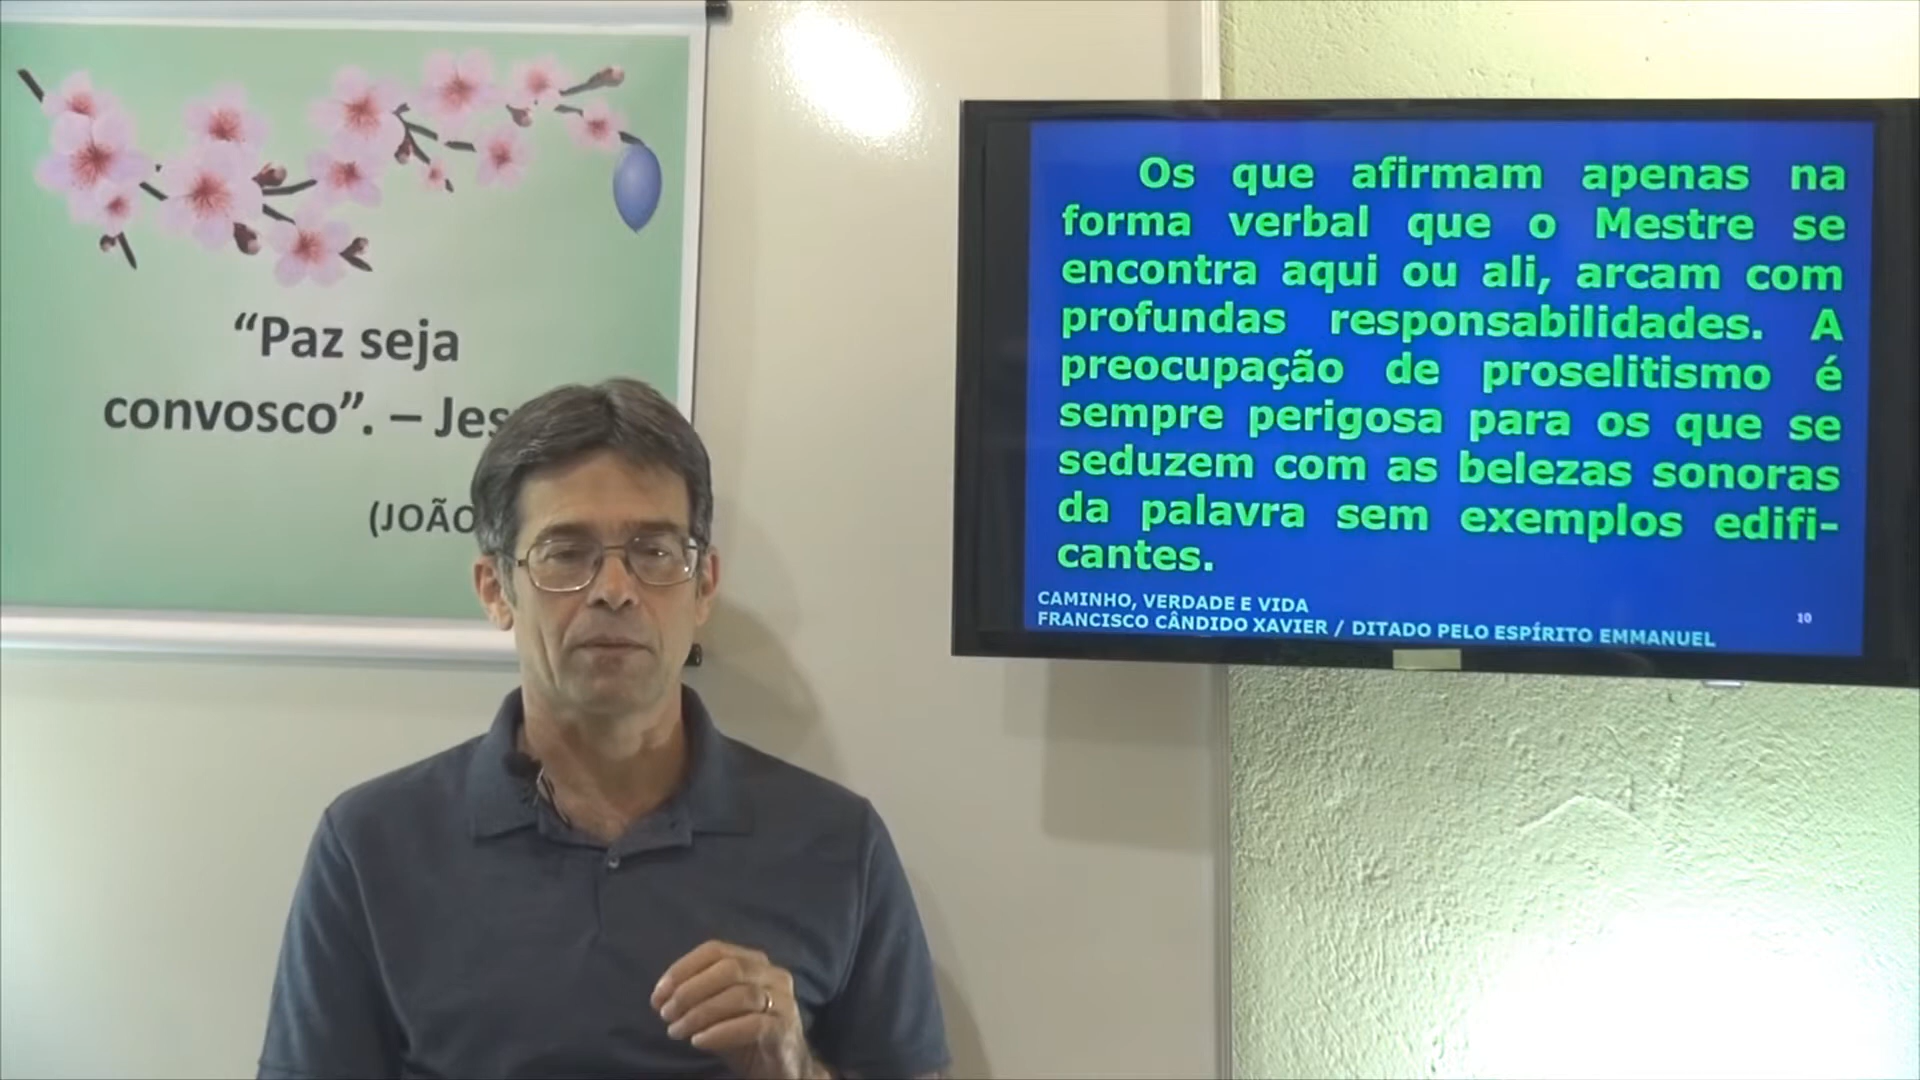 “Paz seja
convosco”. – Jes
(JOÃO
Os que afirmam apenas na
forma verbal que o Mestre se
encontra aqui ou ali, arcam com
profundas responsabilidades. A
preocupação de proselitismo é
sempre perigosa para os que se
seduzem com as belezas sonoras
da palavra sem exemplos edifi-
cantes.
CAMINHO, VERDADE E VIDA
FRANCISCO CÂNDIDO XAVIER / DITADO PELO ESPÍRITO EMMANUEL
10